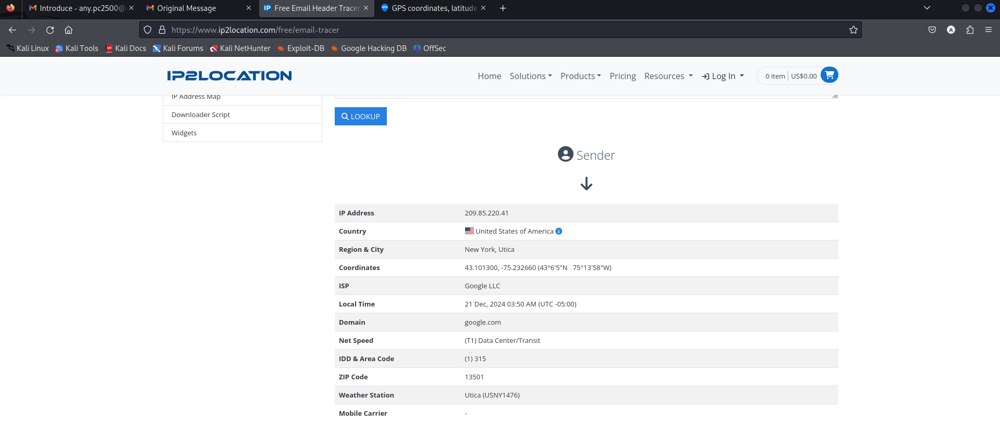 Introduce - any.pc2500@
Original Message
IP Free Email Header Tracer
GPS coordinates, latitude
https://www.ip2location.com/free/email-tracer
A
Kali Linux Kali Tools Kali Docs Kali Forums Kali NetHunter Exploit-DB Google Hacking DB OffSec
IP2LOCATION
Home Solutions Products Pricing Resources Log In 0 item US$0.00
IP Address Map
Downloader Script
Widgets
LOOKUP
Sender
IP Address 209.85.220.41
Country United States of America
Region & City New York, Utica
Coordinates 43.101300, -75.232660 (43°6'5"N 75°13'58"W)
ISP Google LLC
Local Time 21 Dec, 2024 03:50 AM (UTC -05:00)
Domain google.com
Net Speed (T1) Data Center/Transit
IDD & Area Code (1) 315
ZIP Code 13501
Weather Station Utica (USNY1476)
Mobile Carrier -